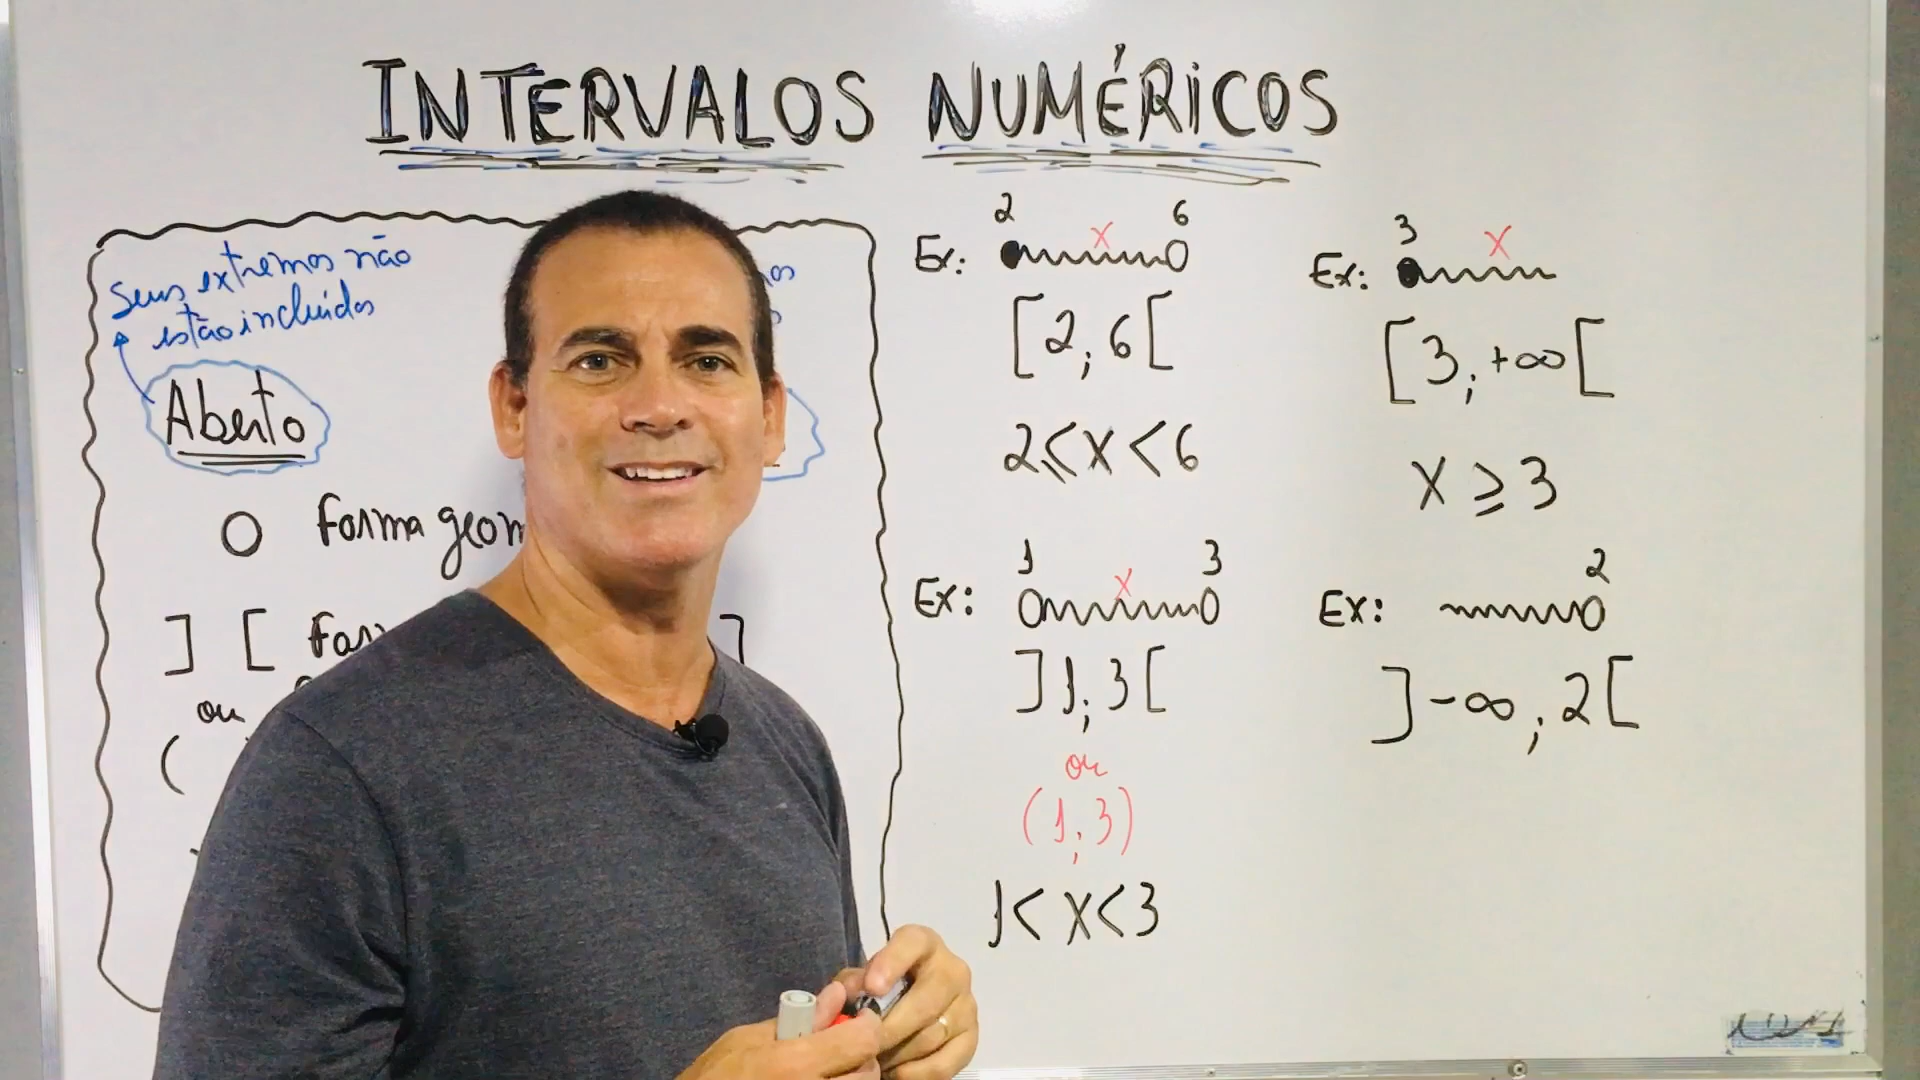 INTERVALOS NUMÉRICOS
Seus extremos não
estão incluídos
Aberto
O Forma geom
] [
ou
(
]
Ex: 2 x 6
[2, 6[
2 ≤ x < 6
Ex: 1 x 3
]1, 3[
ou
(1, 3)
1 < x < 3
Ex: 3 x
[3, +∞[
x ≥ 3
Ex: 2
]-∞, 2[